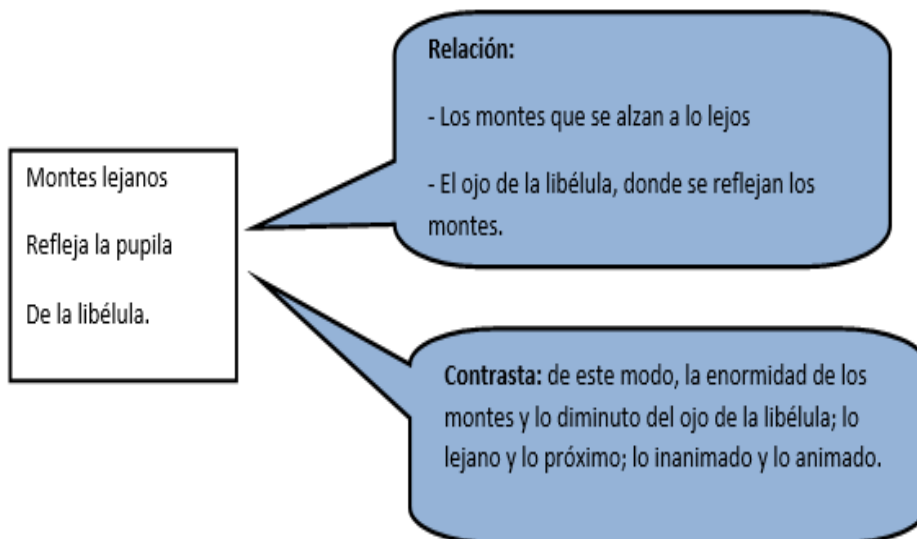 Relación:
- Los montes que se alzan a lo lejos
- El ojo de la libélula, donde se reflejan los
montes.
Montes lejanos
Refleja la pupila
De la libélula.
Contrasta: de este modo, la enormidad de los
montes y lo diminuto del ojo de la libélula; lo
lejano y lo próximo; lo inanimado y lo animado.